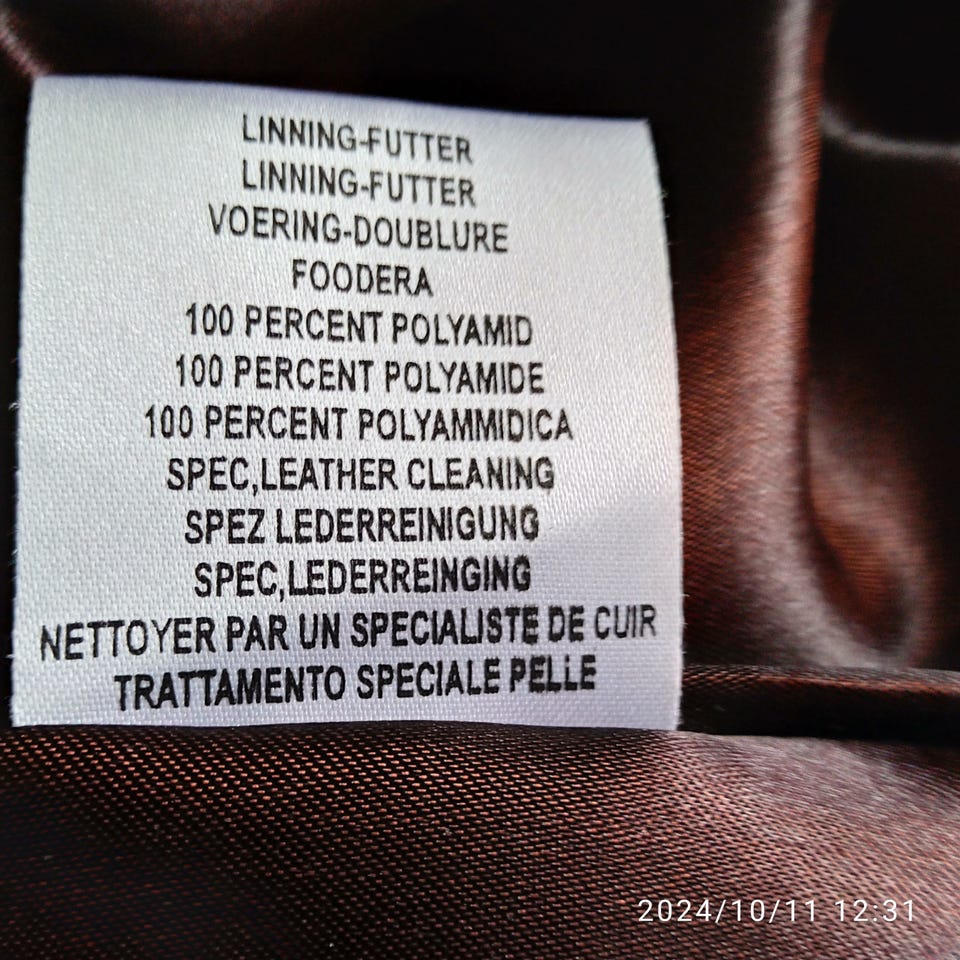 LINNING-FUTTER
LINNING-FUTTER
VOERING-DOUBLURE
FOODERA
100 PERCENT POLYAMID
100 PERCENT POLYAMIDE
100 PERCENT POLYAMMIDICA
SPEC,LEATHER CLEANING
SPEZ LEDERREINIGUNG
SPEC,LEDERREINGING
NETTOYER PAR UN SPECIALISTE DE CUIR
TRATTAMENTO SPECIALE PELLE
2024/10/11 12:31